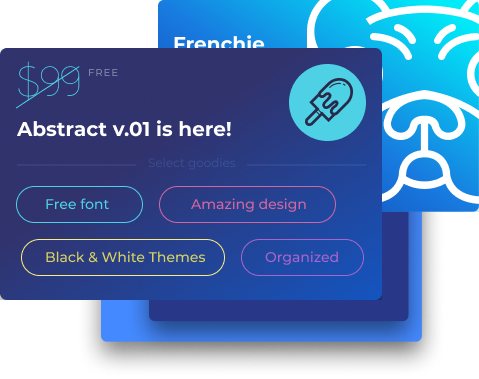 Frenchie
$99 FREE
Abstract v.01 is here!
Select goodies
Free font
Amazing design
Black & White Themes
Organized